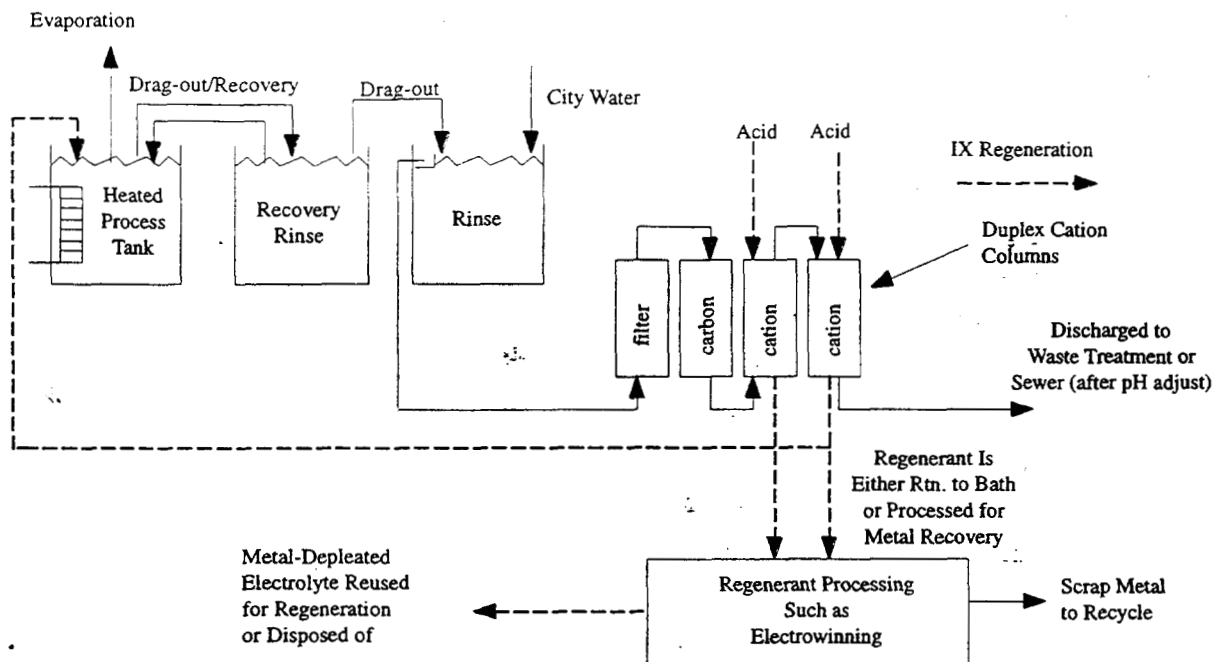 Evaporation
Drag-out/Recovery
Drag-out
City Water
Heated
Process
Tank
Recovery
Rinse
Rinse
Acid
Acid
IX Regeneration
Duplex Cation
Columns
filter
carbon
cation
cation
Discharged to
Waste Treatment or
Sewer (after pH adjust)
Regenerant Is
Either Rtn. to Bath
or Processed for
Metal Recovery
Metal-Depleated
Electrolyte Reused
for Regeneration
or Disposed of
Regenerant Processing
Such as
Electrowinning
Scrap Metal
to Recycle